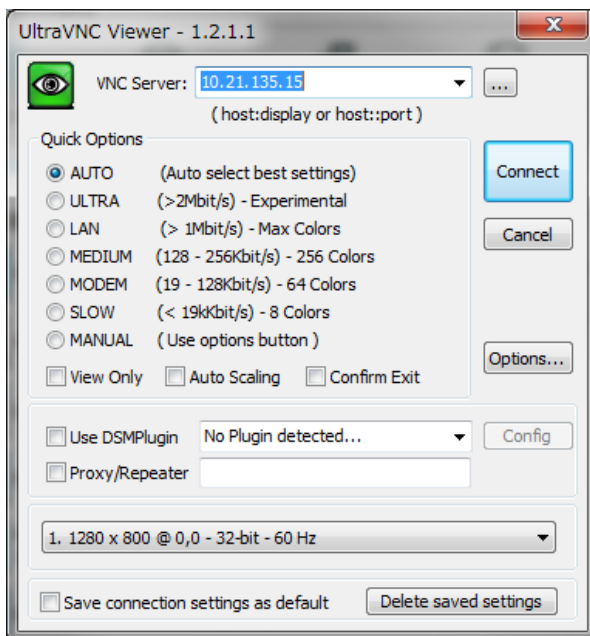 UltraVNC Viewer - 1.2.1.1
VNC Server: 10.21.135.15 ...
( host:display or host::port )
Quick Options
AUTO (Auto select best settings)
ULTRA (>2Mbit/s) - Experimental
LAN (> 1Mbit/s) - Max Colors
MEDIUM (128 - 256Kbit/s) - 256 Colors
MODEM (19 - 128Kbit/s) - 64 Colors
SLOW (< 19kKbit/s) - 8 Colors
MANUAL ( Use options button )
View Only Auto Scaling Confirm Exit
Connect
Cancel
Options...
Use DSMPlugin No Plugin detected... Config
Proxy/Repeater
1. 1280 x 800 @ 0,0 - 32-bit - 60 Hz
Save connection settings as default Delete saved settings